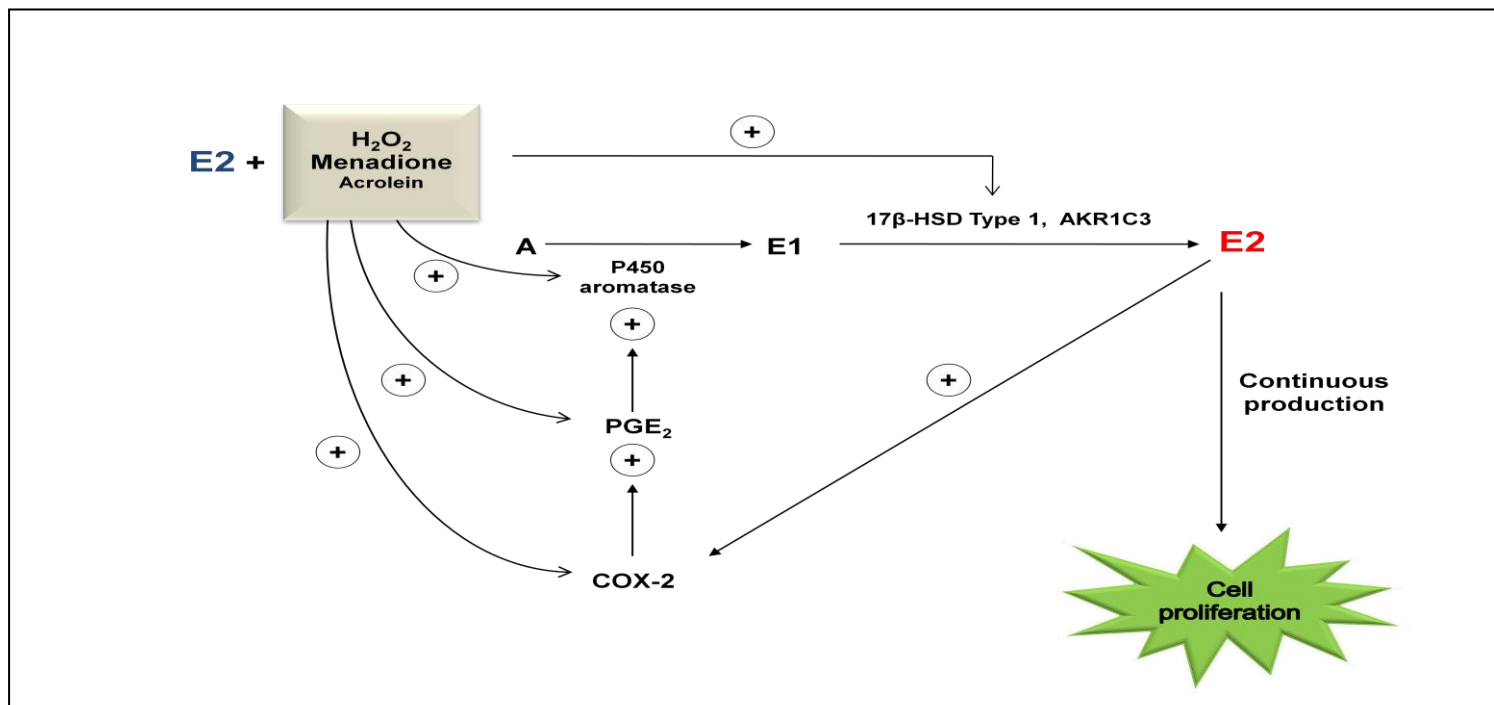 +
H₂O₂
Menadione
Acrolein
E2 +
17β-HSD Type 1, AKR1C3
A
E1
E2
P450
aromatase
+
+
+
+
Continuous
production
PGE₂
+
+
COX-2
Cell
proliferation